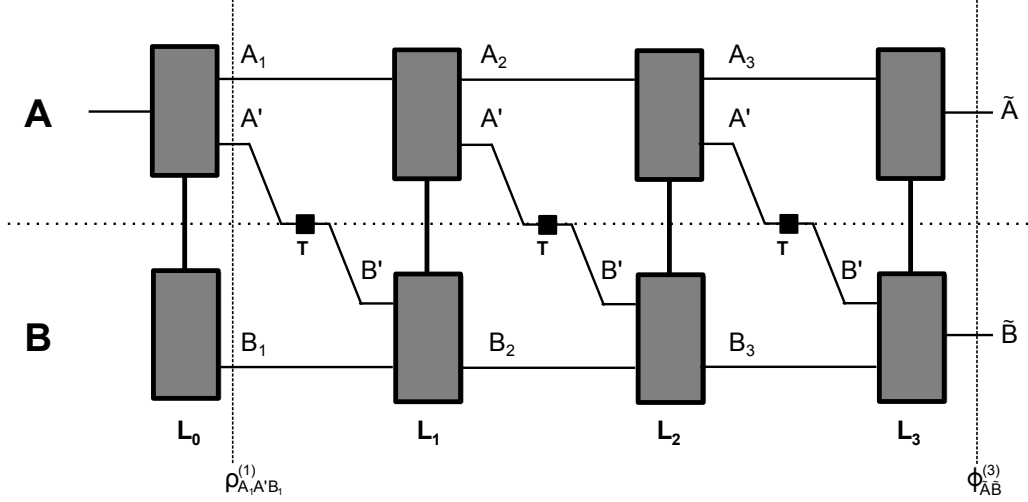 A₁ A₂ A₃
A
A' A' A'
Ã
T T T
B' B' B'
B
B₁ B₂ B₃
B̃
L₀ L₁ L₂ L₃
ρ⁽¹⁾A₁A'B₁ ϕ⁽³⁾ÃB̃